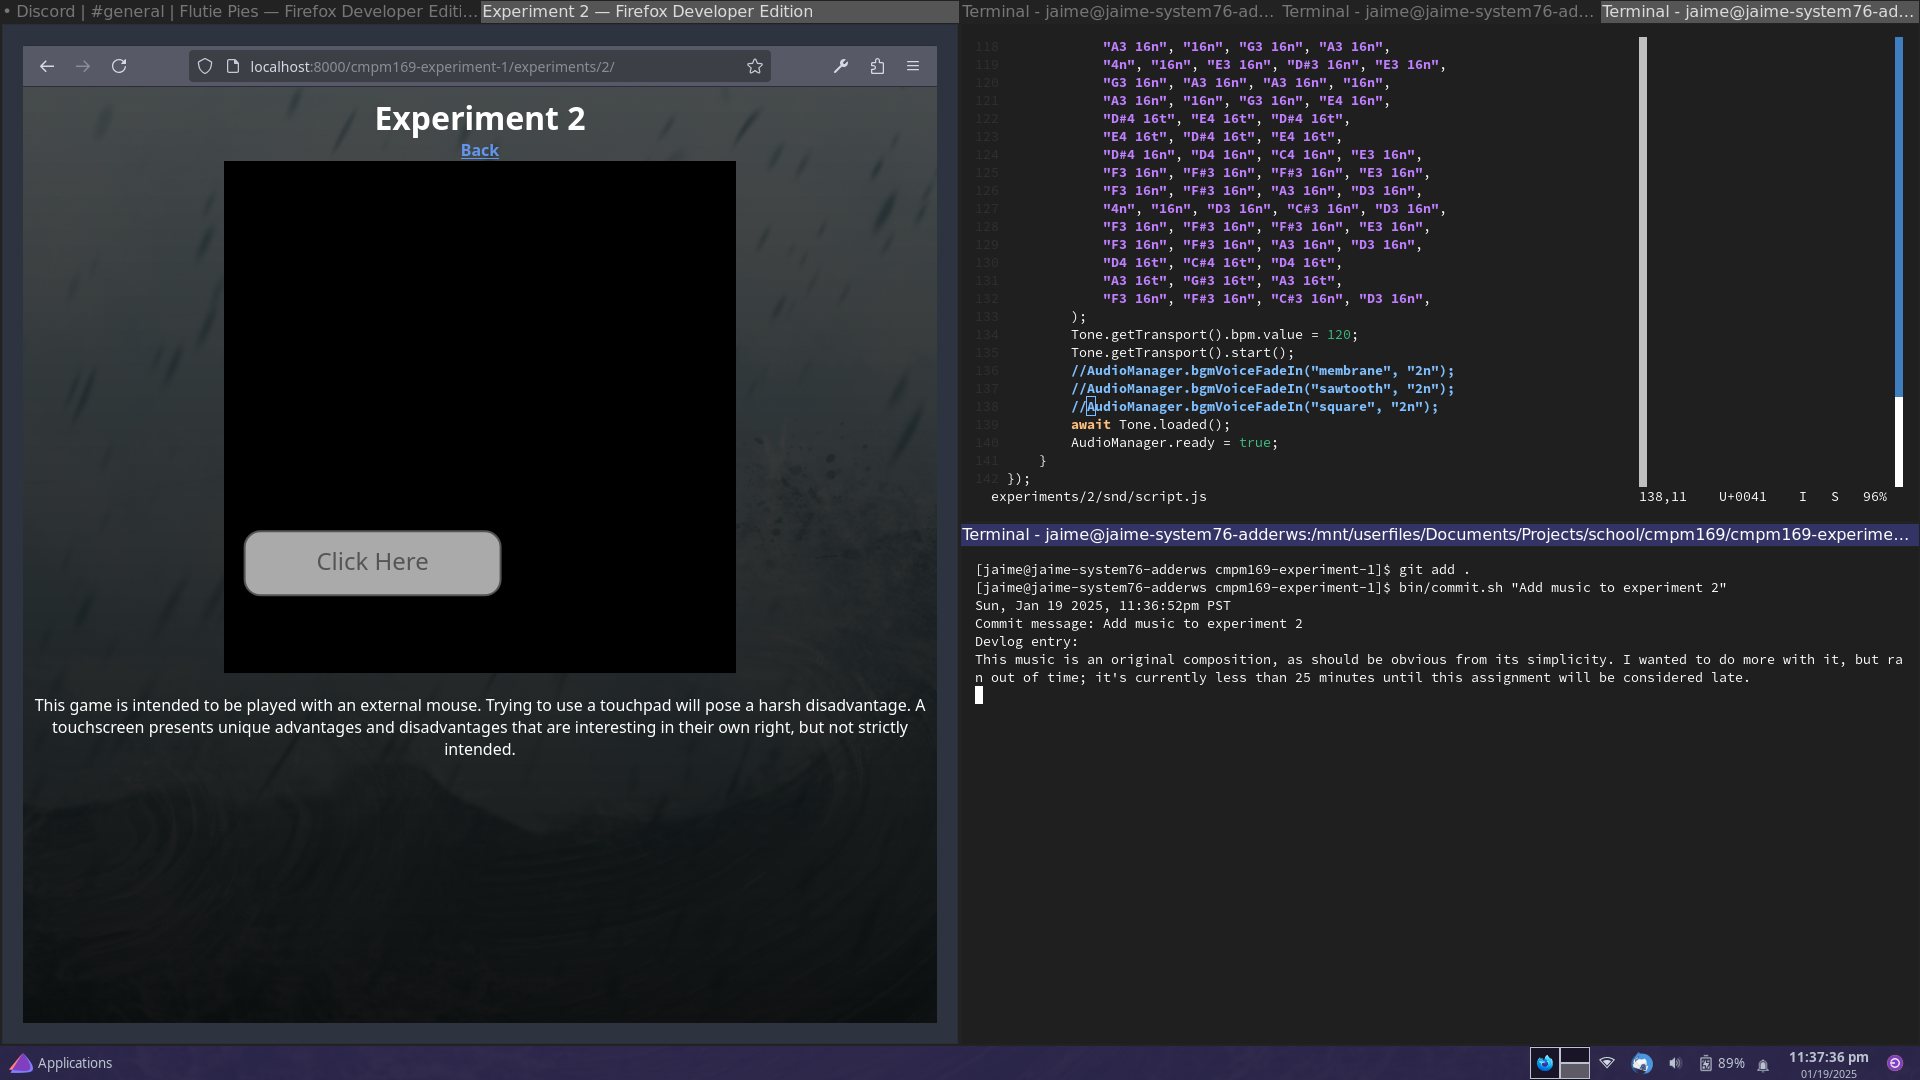 • Discord | #general | Flutie Pies — Firefox Developer Editi...
Experiment 2 — Firefox Developer Edition
Terminal - jaime@jaime-system76-ad...
Terminal - jaime@jaime-system76-ad...
Terminal - jaime@jaime-system76-ad...
localhost:8000/cmpm169-experiment-1/experiments/2/
Experiment 2
Back
Click Here
This game is intended to be played with an external mouse. Trying to use a touchpad will pose a harsh disadvantage. A
touchscreen presents unique advantages and disadvantages that are interesting in their own right, but not strictly
intended.
118 "A3 16n", "16n", "G3 16n", "A3 16n",
119 "4n", "16n", "E3 16n", "D#3 16n", "E3 16n",
120 "G3 16n", "A3 16n", "A3 16n", "16n",
121 "A3 16n", "16n", "G3 16n", "E4 16n",
122 "D#4 16t", "E4 16t", "D#4 16t",
123 "E4 16t", "D#4 16t", "E4 16t",
124 "D#4 16n", "D4 16n", "C4 16n", "E3 16n",
125 "F3 16n", "F#3 16n", "F#3 16n", "E3 16n",
126 "F3 16n", "F#3 16n", "A3 16n", "D3 16n",
127 "4n", "16n", "D3 16n", "C#3 16n", "D3 16n",
128 "F3 16n", "F#3 16n", "F#3 16n", "E3 16n",
129 "F3 16n", "F#3 16n", "A3 16n", "D3 16n",
130 "D4 16t", "C#4 16t", "D4 16t",
131 "A3 16t", "G#3 16t", "A3 16t",
132 "F3 16n", "F#3 16n", "C#3 16n", "D3 16n",
133 );
134 Tone.getTransport().bpm.value = 120;
135 Tone.getTransport().start();
136 //AudioManager.bgmVoiceFadeIn("membrane", "2n");
137 //AudioManager.bgmVoiceFadeIn("sawtooth", "2n");
138 //AudioManager.bgmVoiceFadeIn("square", "2n");
139 await Tone.loaded();
140 AudioManager.ready = true;
141 }
142 });
experiments/2/snd/script.js 138,11 U+0041 I S 96%
Terminal - jaime@jaime-system76-adderws:/mnt/userfiles/Documents/Projects/school/cmpm169/cmpm169-experime...
[jaime@jaime-system76-adderws cmpm169-experiment-1]$ git add .
[jaime@jaime-system76-adderws cmpm169-experiment-1]$ bin/commit.sh "Add music to experiment 2"
Sun, Jan 19 2025, 11:36:52pm PST
Commit message: Add music to experiment 2
Devlog entry:
This music is an original composition, as should be obvious from its simplicity. I wanted to do more with it, but ra
n out of time; it's currently less than 25 minutes until this assignment will be considered late.
Applications
89%
11:37:36 pm
01/19/2025